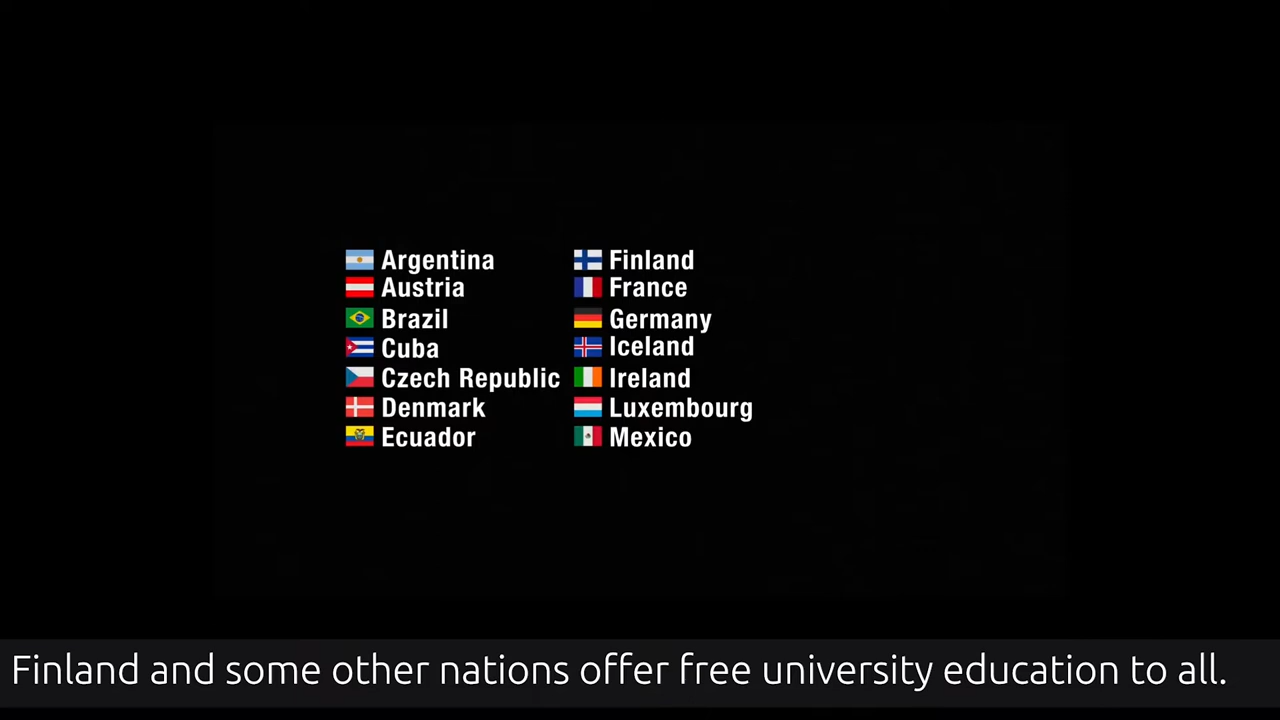 Argentina
Austria
Brazil
Cuba
Czech Republic
Denmark
Ecuador
Finland
France
Germany
Iceland
Ireland
Luxembourg
Mexico
Finland and some other nations offer free university education to all.